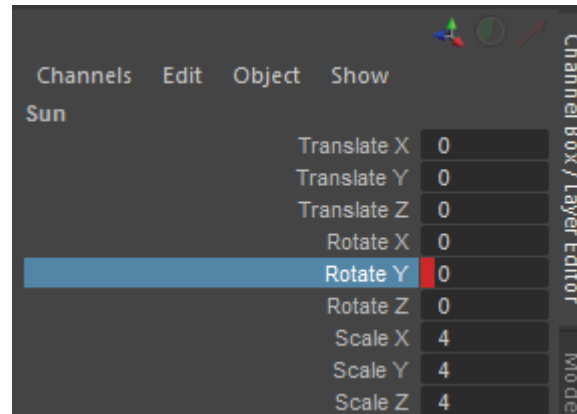 Channels Edit Object Show
Sun
Translate X 0
Translate Y 0
Translate Z 0
Rotate X 0
Rotate Y 0
Rotate Z 0
Scale X 4
Scale Y 4
Scale Z 4
Channel Box / Layer Editor
Mode